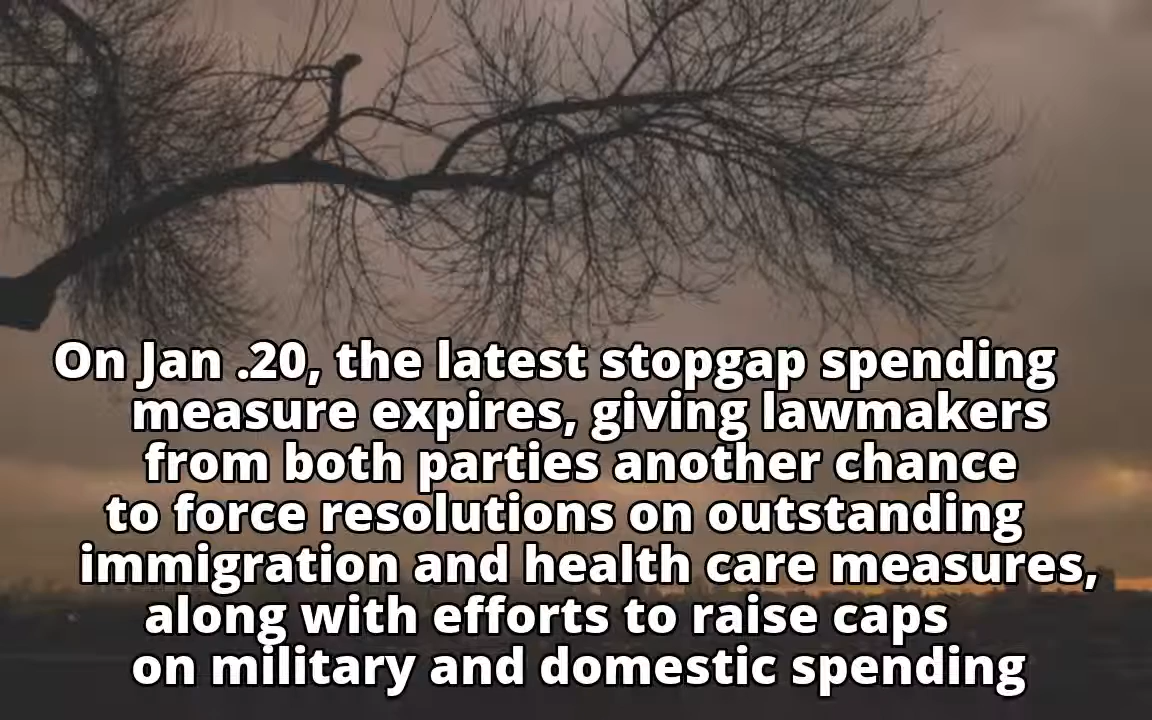 On Jan .20, the latest stopgap spending
measure expires, giving lawmakers
from both parties another chance
to force resolutions on outstanding
immigration and health care measures,
along with efforts to raise caps
on military and domestic spending